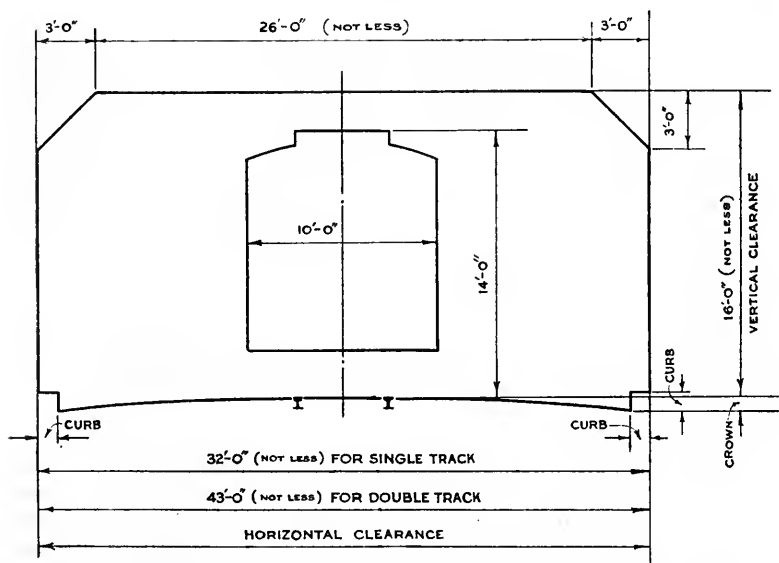 3'-0" 26'-0" (NOT LESS) 3'-0"
3'-0"
10'-0"
14'-0"
16'-0" (NOT LESS)
VERTICAL CLEARANCE
CURB
CROWN
CURB
CURB
32'-0" (NOT LESS) FOR SINGLE TRACK
43'-0" (NOT LESS) FOR DOUBLE TRACK
HORIZONTAL CLEARANCE